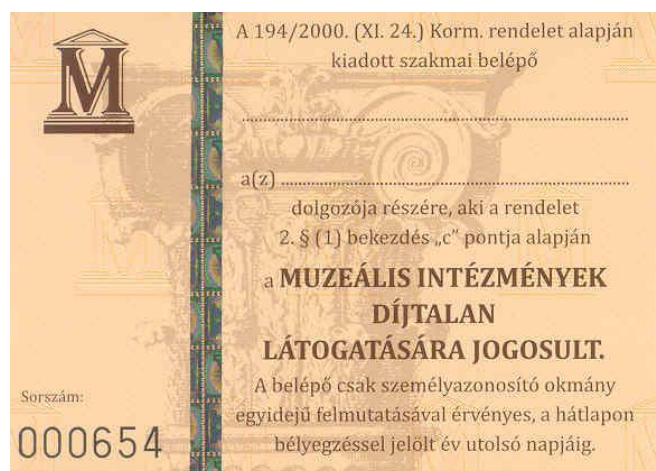 M
A 194/2000. (XI. 24.) Korm. rendelet alapján
kiadott szakmai belépő
a(z)
dolgozója részére, aki a rendelet
2. § (1) bekezdés „c” pontja alapján
a MUZEÁLIS INTÉZMÉNYEK
DÍJTALAN
LÁTOGATÁSÁRA JOGOSULT.
A belépő csak személyazonosító okmány
egyidejű felmutatásával érvényes, a hátlapon
bélyegzéssel jelölt év utolsó napjáig.
Sorszám:
000654